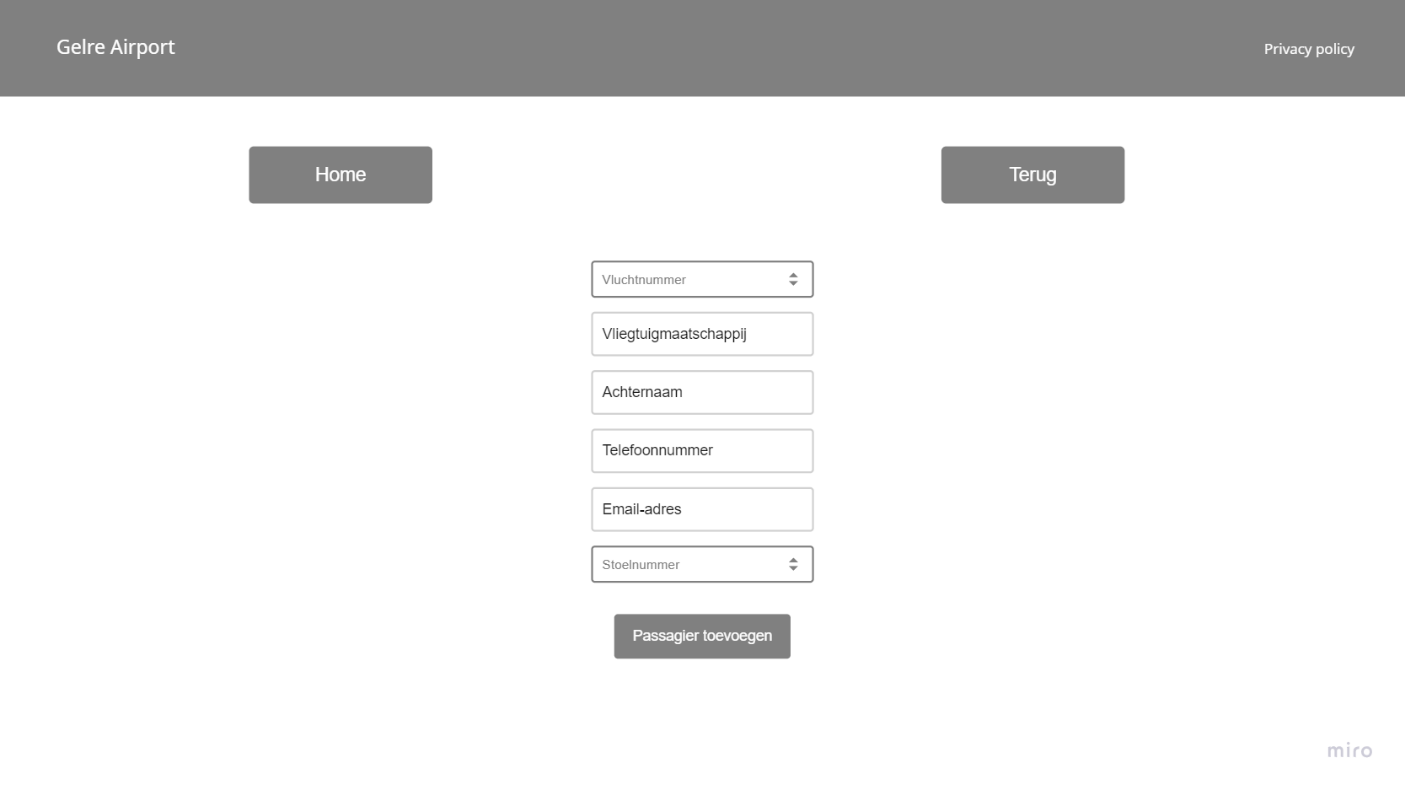 Gelre Airport
Privacy policy
Home
Terug
Vluchtnummer
Vliegtuigmaatschappij
Achternaam
Telefoonnummer
Email-adres
Stoelnummer
Passagier toevoegen
miro